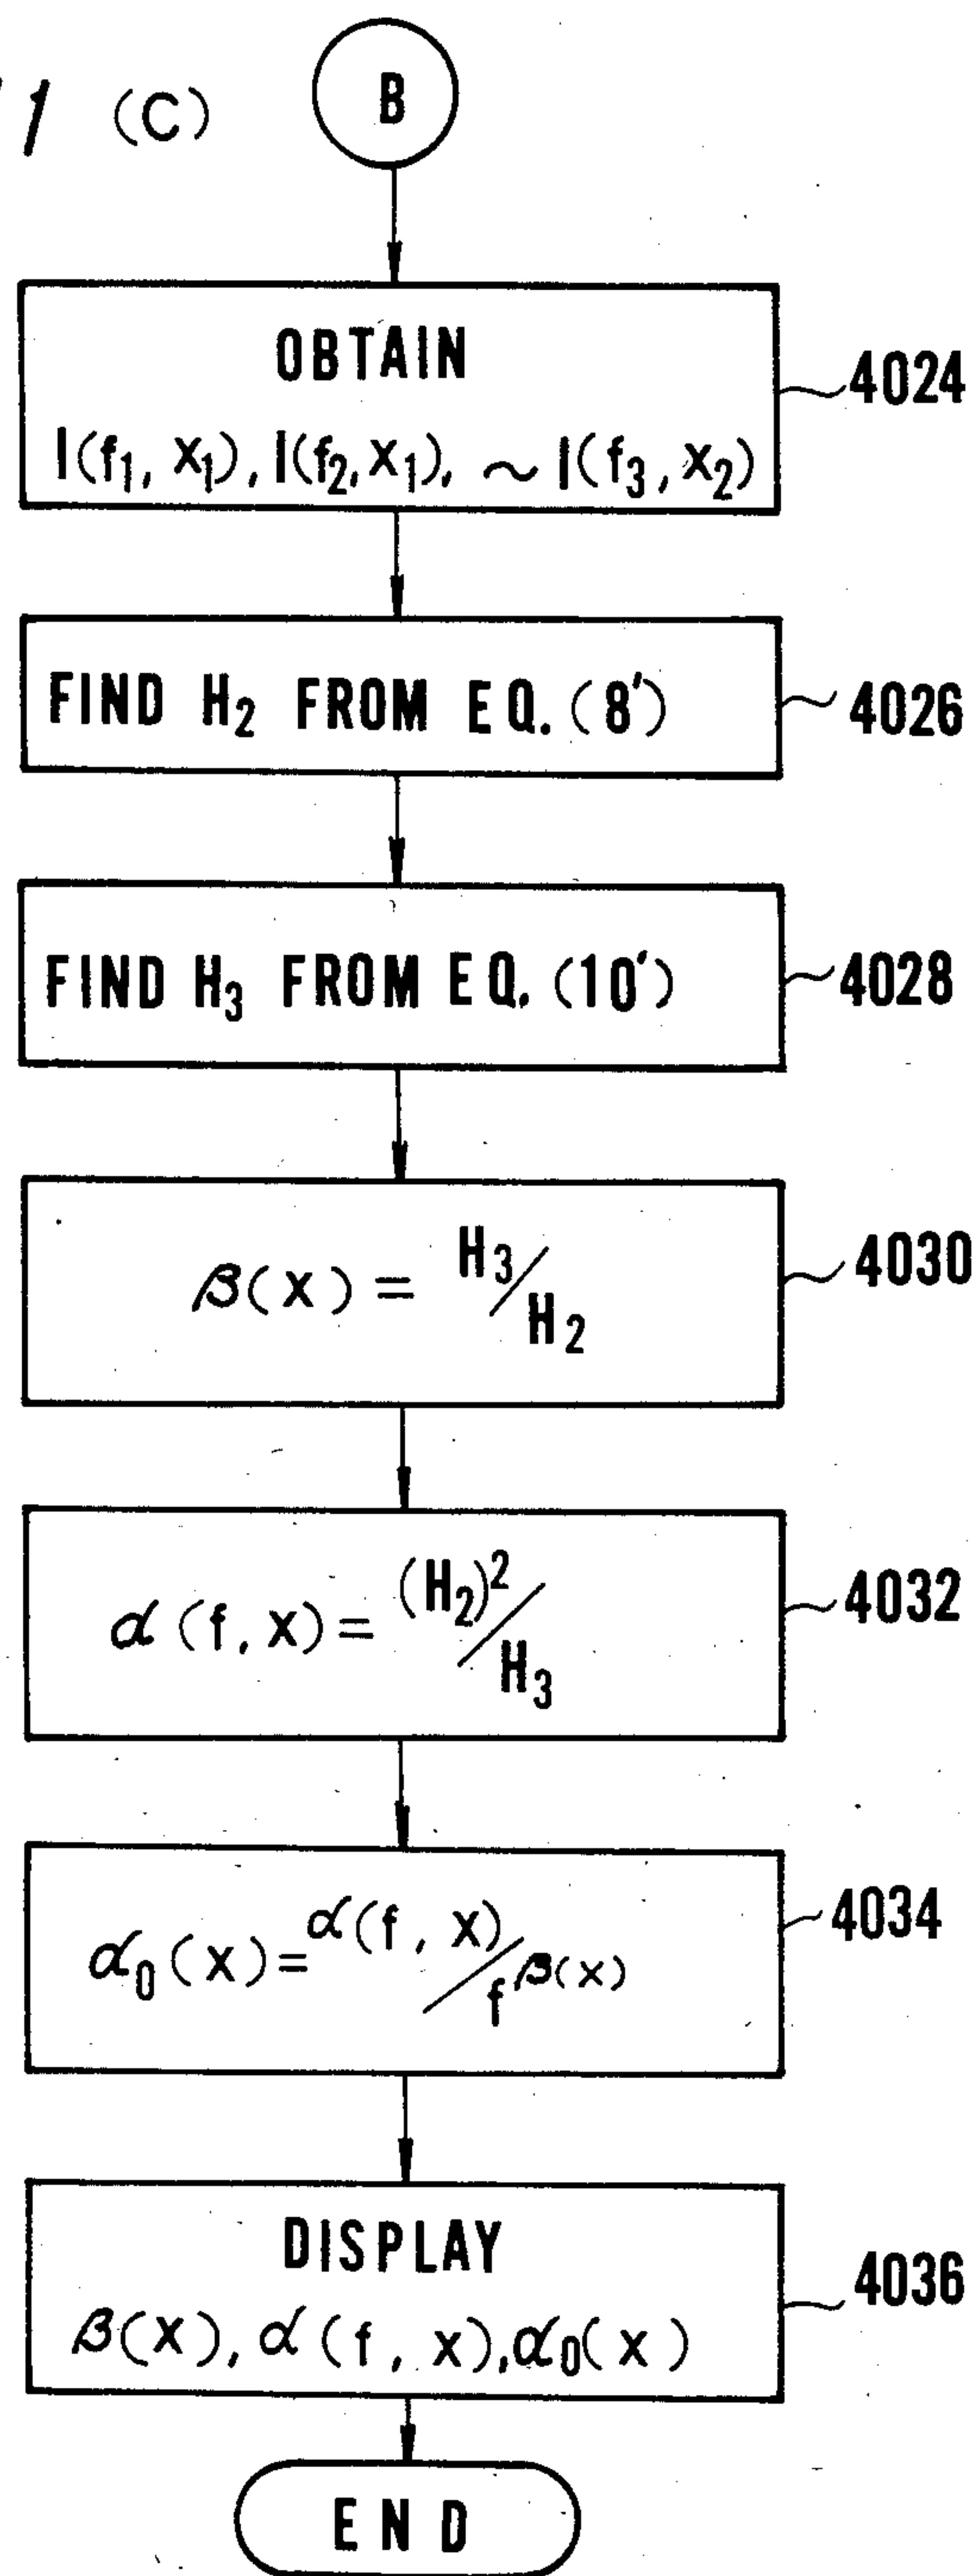 1 (C)
B
OBTAIN
I(f₁, x₁), I(f₂, x₁), ~ I(f₃, x₂)
4024
FIND H₂ FROM EQ. (8')
4026
FIND H₃ FROM EQ. (10')
4028
β(x) = H₃/H₂
4030
α(f, x) = (H₂)²/H₃
4032
α₀(x) = α(f, x)/f^β(x)
4034
DISPLAY
β(x), α(f, x), α₀(x)
4036
END